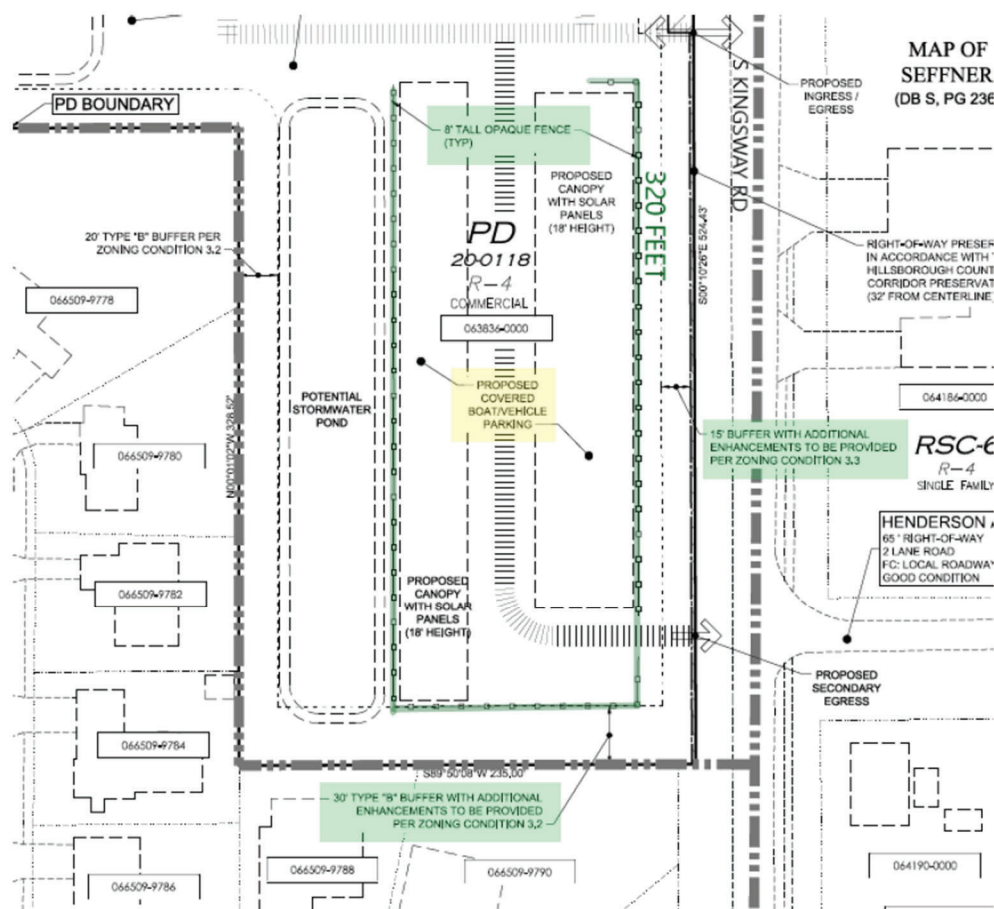 MAP OF
SEFFNER
(DB S, PG 236
PROPOSED
INGRESS /
EGRESS
S KINGSWAY RD
PD BOUNDARY
8' TALL OPAQUE FENCE
(TYP)
PROPOSED
CANOPY
WITH SOLAR
PANELS
(18' HEIGHT)
320 FEET
S00°10'26"E 524.43'
20' TYPE "B" BUFFER PER
ZONING CONDITION 3.2
PD
20-0118
R-4
COMMERCIAL
063836-0000
RIGHT-OF-WAY PRESER
IN ACCORDANCE WITH
HILLSBOROUGH COUNT
CORRIDOR PRESERVAT
(32' FROM CENTERLINE
066509-9778
PROPOSED
COVERED
BOAT/VEHICLE
PARKING
POTENTIAL
STORMWATER
POND
064186-0000
15' BUFFER WITH ADDITIONAL
ENHANCEMENTS TO BE PROVIDED
PER ZONING CONDITION 3.3
RSC-6
R-4
SINGLE FAMILY
066509-9780
HENDERSON
65' RIGHT-OF-WAY
2 LANE ROAD
FC: LOCAL ROADWAY
GOOD CONDITION
066509-9782
PROPOSED
CANOPY
WITH SOLAR
PANELS
(18' HEIGHT)
PROPOSED
SECONDARY
EGRESS
066509-9784
S89°50'08"W 235.00'
30' TYPE "B" BUFFER WITH ADDITIONAL
ENHANCEMENTS TO BE PROVIDED
PER ZONING CONDITION 3.2
066509-9788
066509-9790
064190-0000
066509-9786